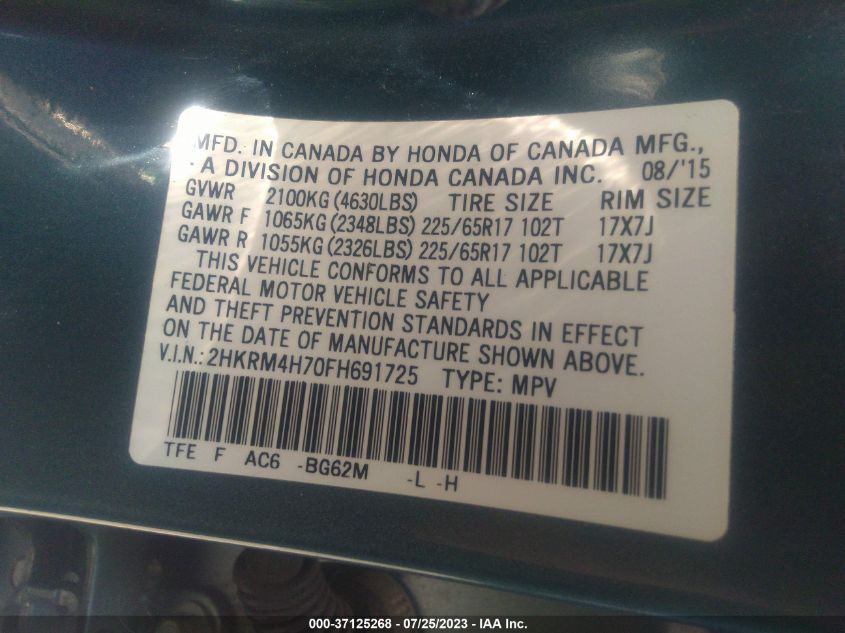 MFD. IN CANADA BY HONDA OF CANADA MFG.,
A DIVISION OF HONDA CANADA INC. 08/'15
GVWR 2100KG (4630LBS) TIRE SIZE RIM SIZE
GAWR F 1065KG (2348LBS) 225/65R17 102T 17X7J
GAWR R 1055KG (2326LBS) 225/65R17 102T 17X7J
THIS VEHICLE CONFORMS TO ALL APPLICABLE
FEDERAL MOTOR VEHICLE SAFETY
AND THEFT PREVENTION STANDARDS IN EFFECT
ON THE DATE OF MANUFACTURE SHOWN ABOVE.
V.I.N.: 2HKRM4H70FH691725 TYPE: MPV
TFE F AC6 -BG62M -L -H
000-37125268 - 07/25/2023 - IAA Inc.